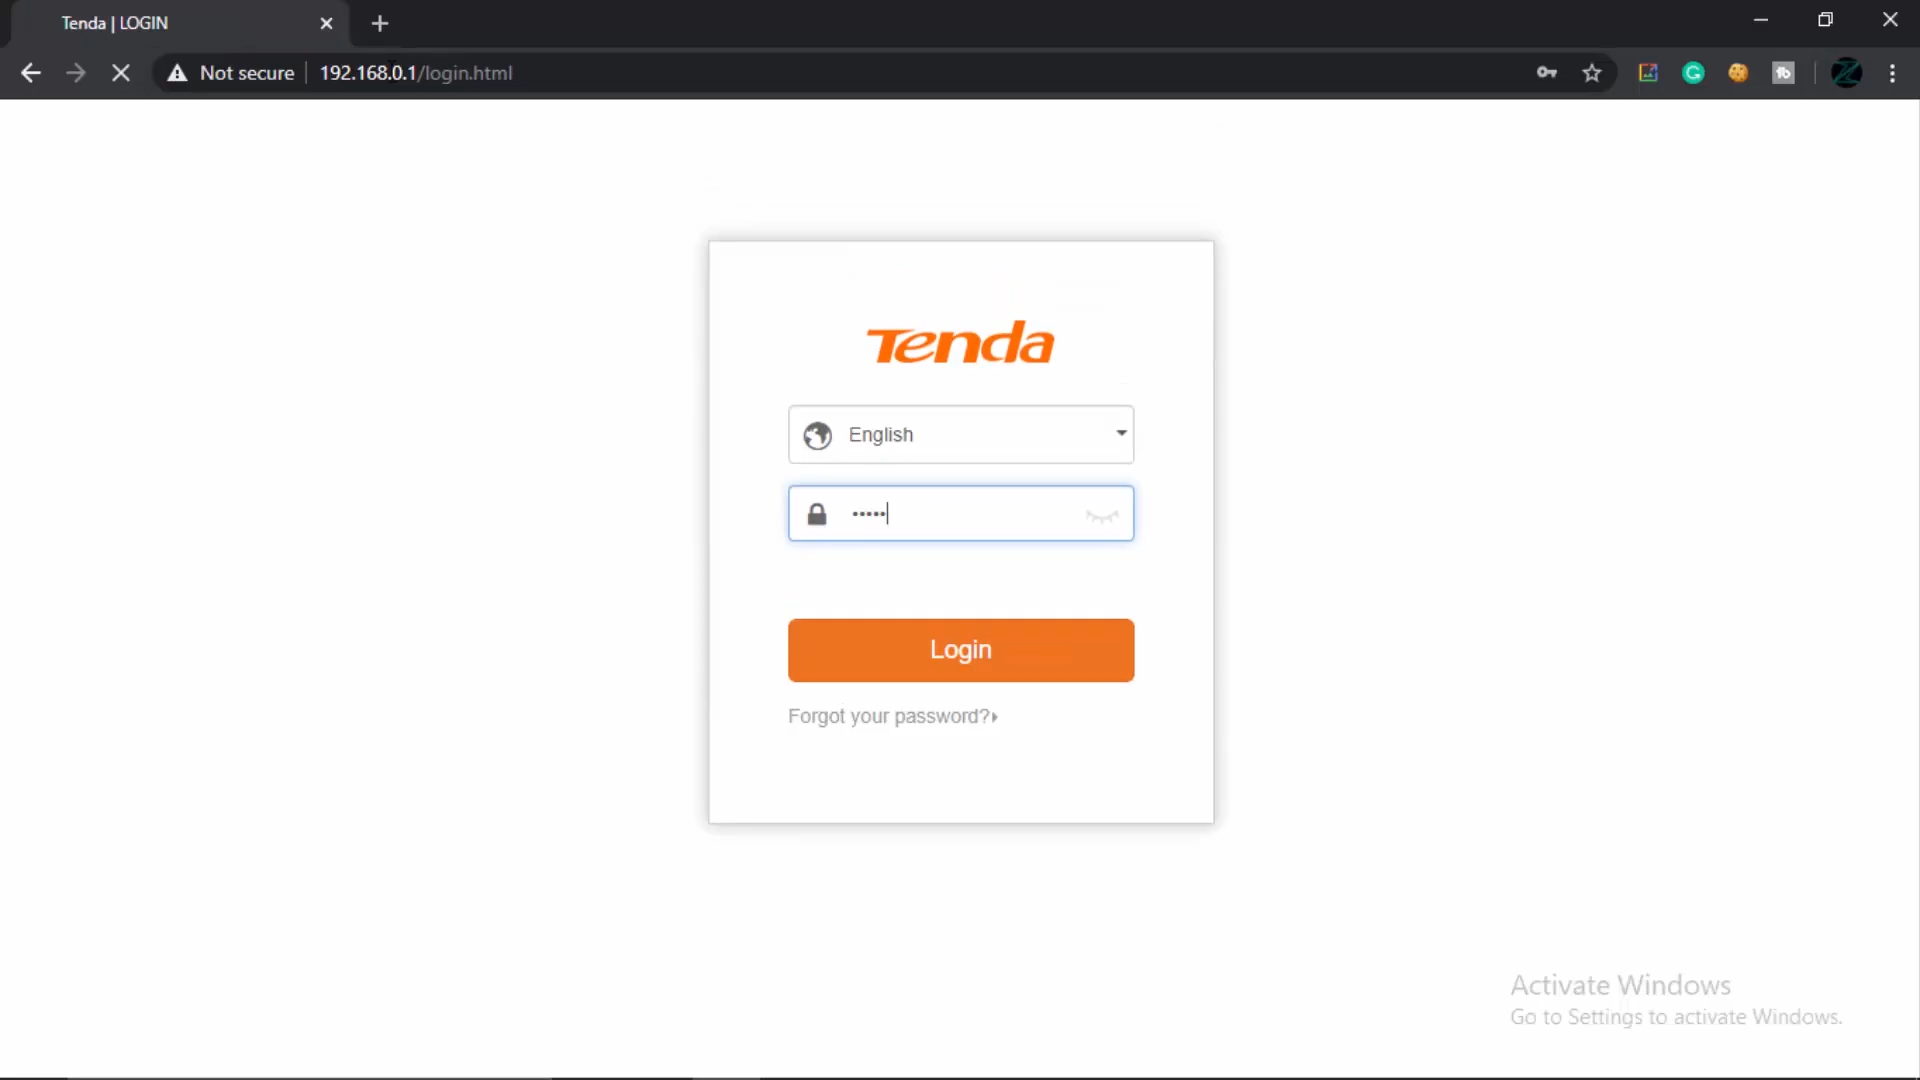 Tenda | LOGIN
Not secure
192.168.0.1/login.html
Tenda
English
•••••
Login
Forgot your password?
Activate Windows
Go to Settings to activate Windows.